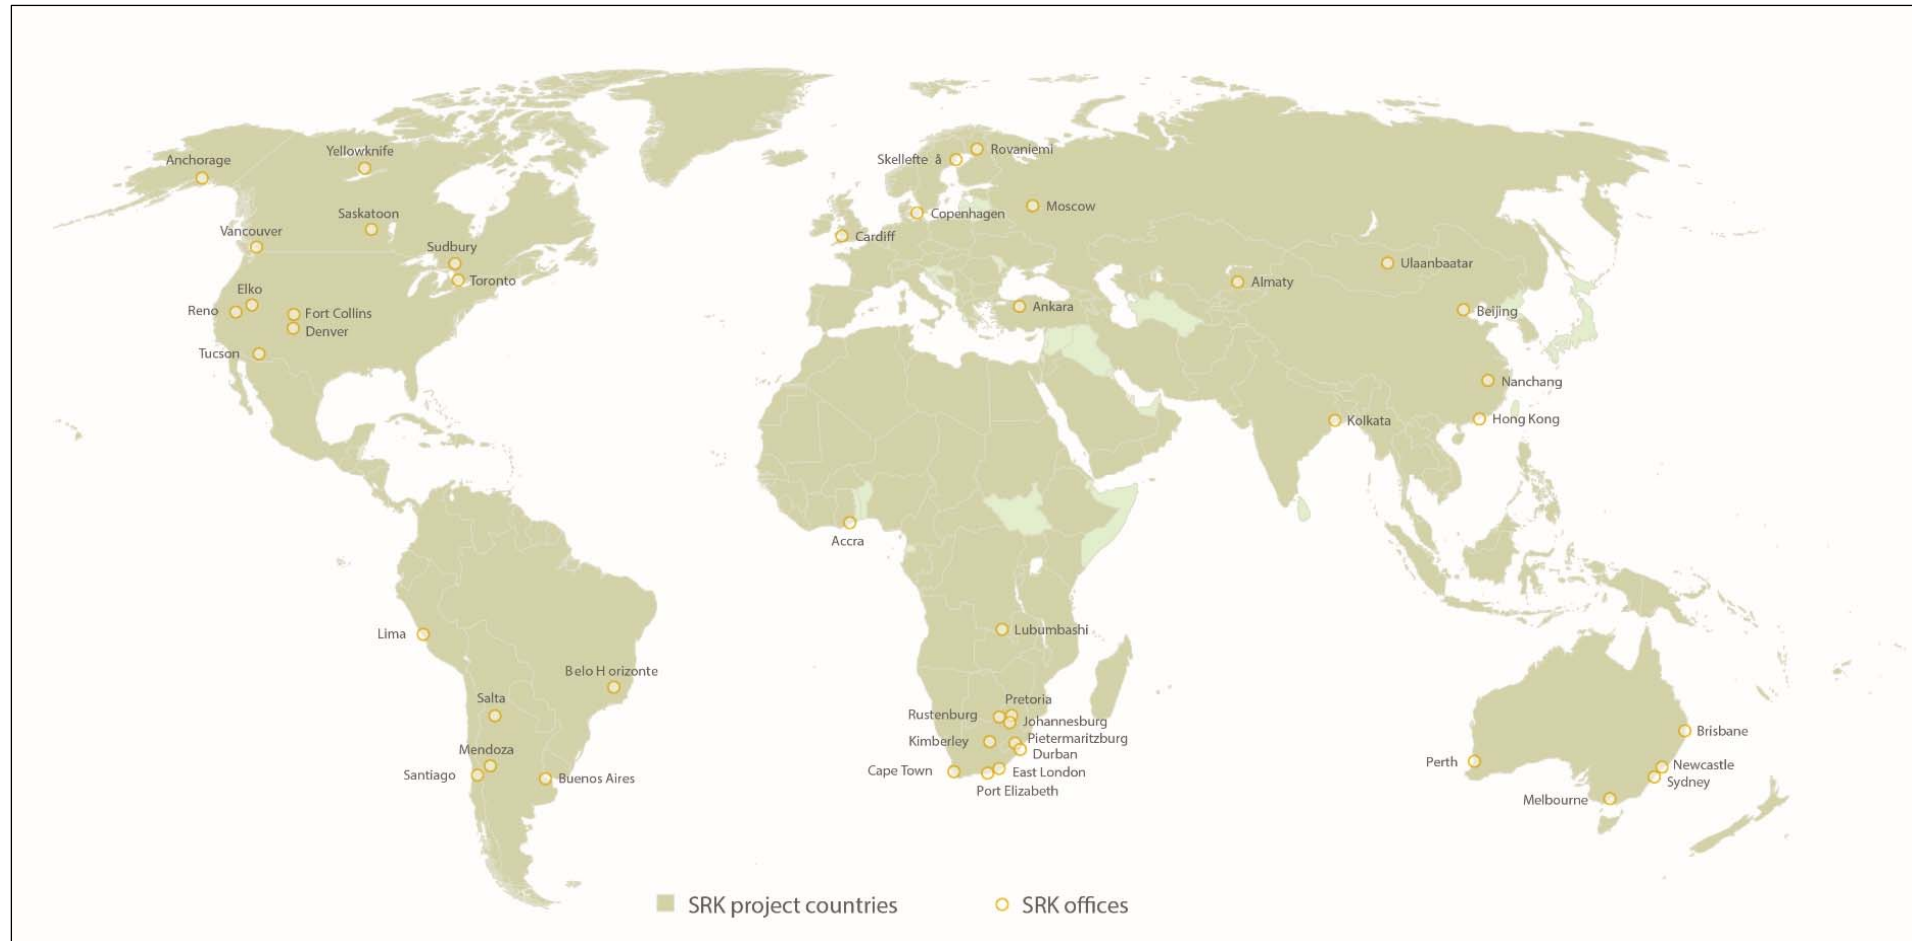 Anchorage
Yellowknife
Saskatoon
Vancouver
Sudbury
Toronto
Elko
Reno
Fort Collins
Denver
Tucson
Skellefte å
Rovaniemi
Copenhagen
Moscow
Cardiff
Ankara
Almaty
Ulaanbaatar
Beijing
Nanchang
Hong Kong
Kolkata
Accra
Lima
Belo H orizonte
Salta
Mendoza
Santiago
Buenos Aires
Lubumbashi
Pretoria
Rustenburg
Johannesburg
Kimberley
Pietermaritzburg
Durban
Cape Town
East London
Port Elizabeth
Brisbane
Perth
Newcastle
Sydney
Melbourne
SRK project countries
SRK offices